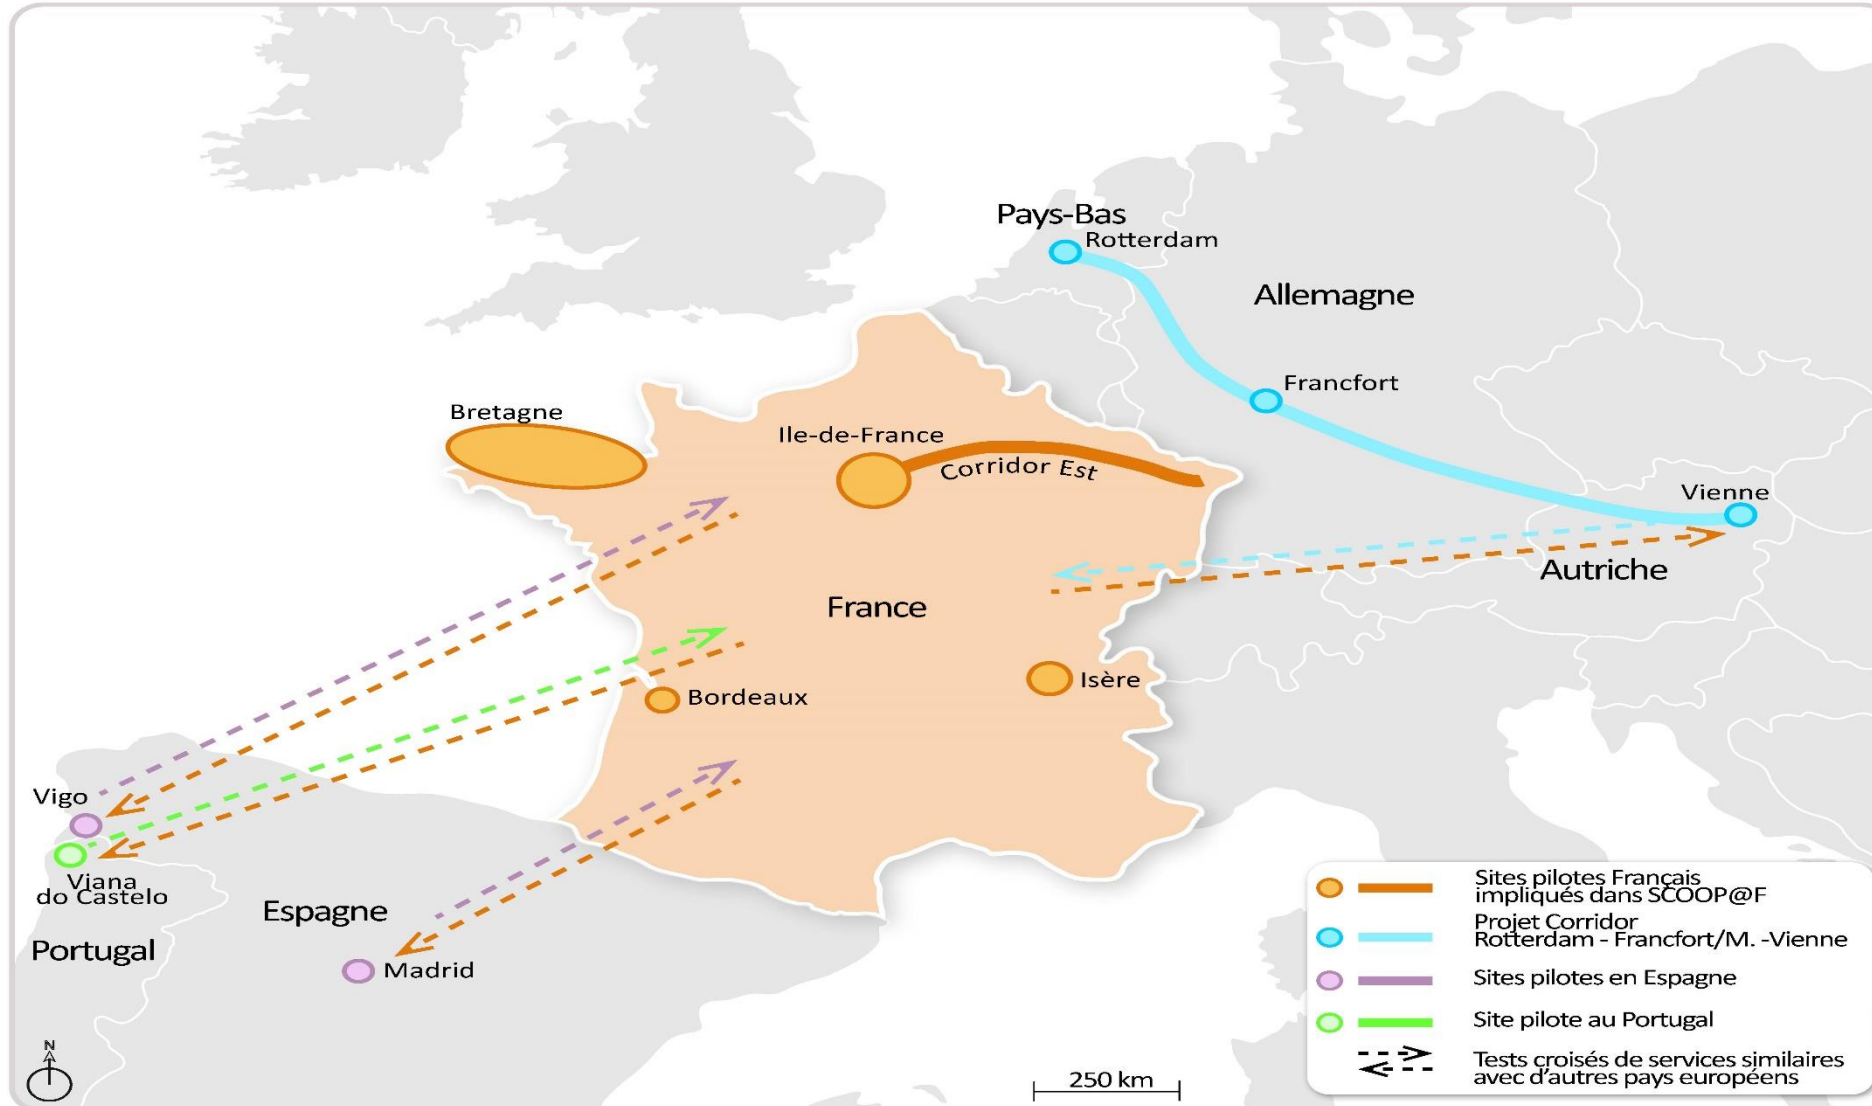 Pays-Bas
Rotterdam
Allemagne
Francfort
Bretagne
Ile-de-France
Corridor Est
Vienne
Autriche
France
Isère
Bordeaux
Vigo
Viana
do Castelo
Espagne
Portugal
Madrid
N
250 km
Sites pilotes Français
impliqués dans SCOOP@F
Projet Corridor
Rotterdam - Francfort/M. -Vienne
Sites pilotes en Espagne
Site pilote au Portugal
Tests croisés de services similaires
avec d'autres pays européens